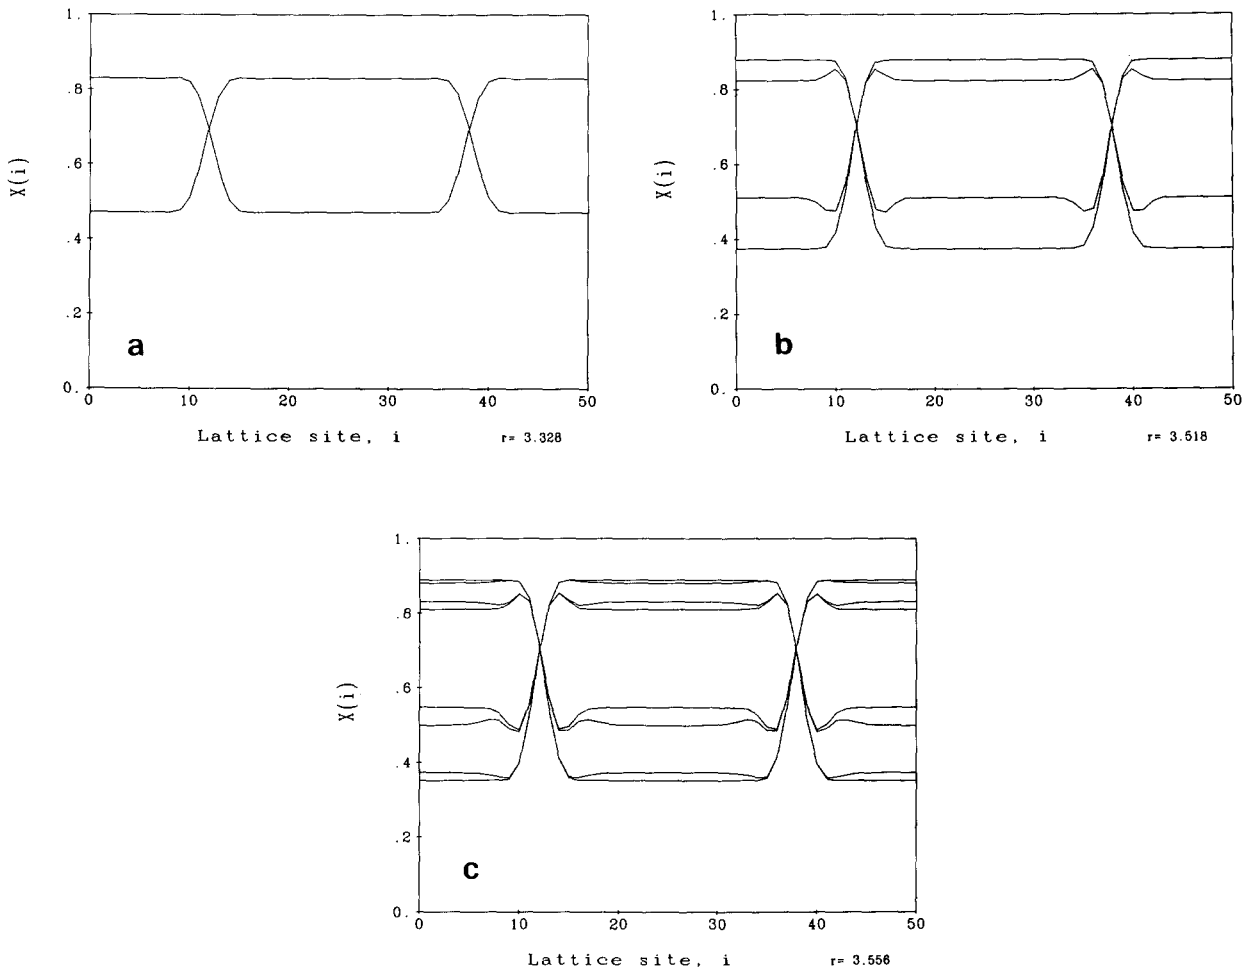 1.
.8
.6
.4
.2
0.
X(i)
a
0 10 20 30 40 50
Lattice site, i r= 3.328
1.
.8
.6
.4
.2
0.
X(i)
b
0 10 20 30 40 50
Lattice site, i r= 3.518
1.
.8
.6
.4
.2
0.
X(i)
c
0 10 20 30 40 50
Lattice site, i r= 3.556